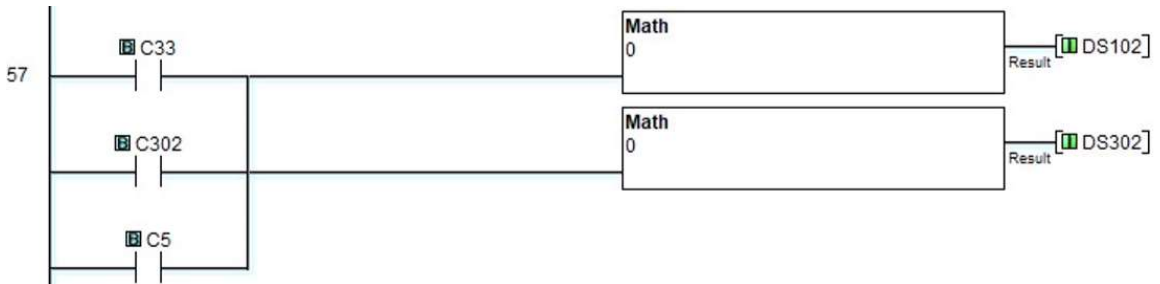 Math
B C33
0
I DS102
57
Result
Math
B C302
0
I DS302
Result
B C5